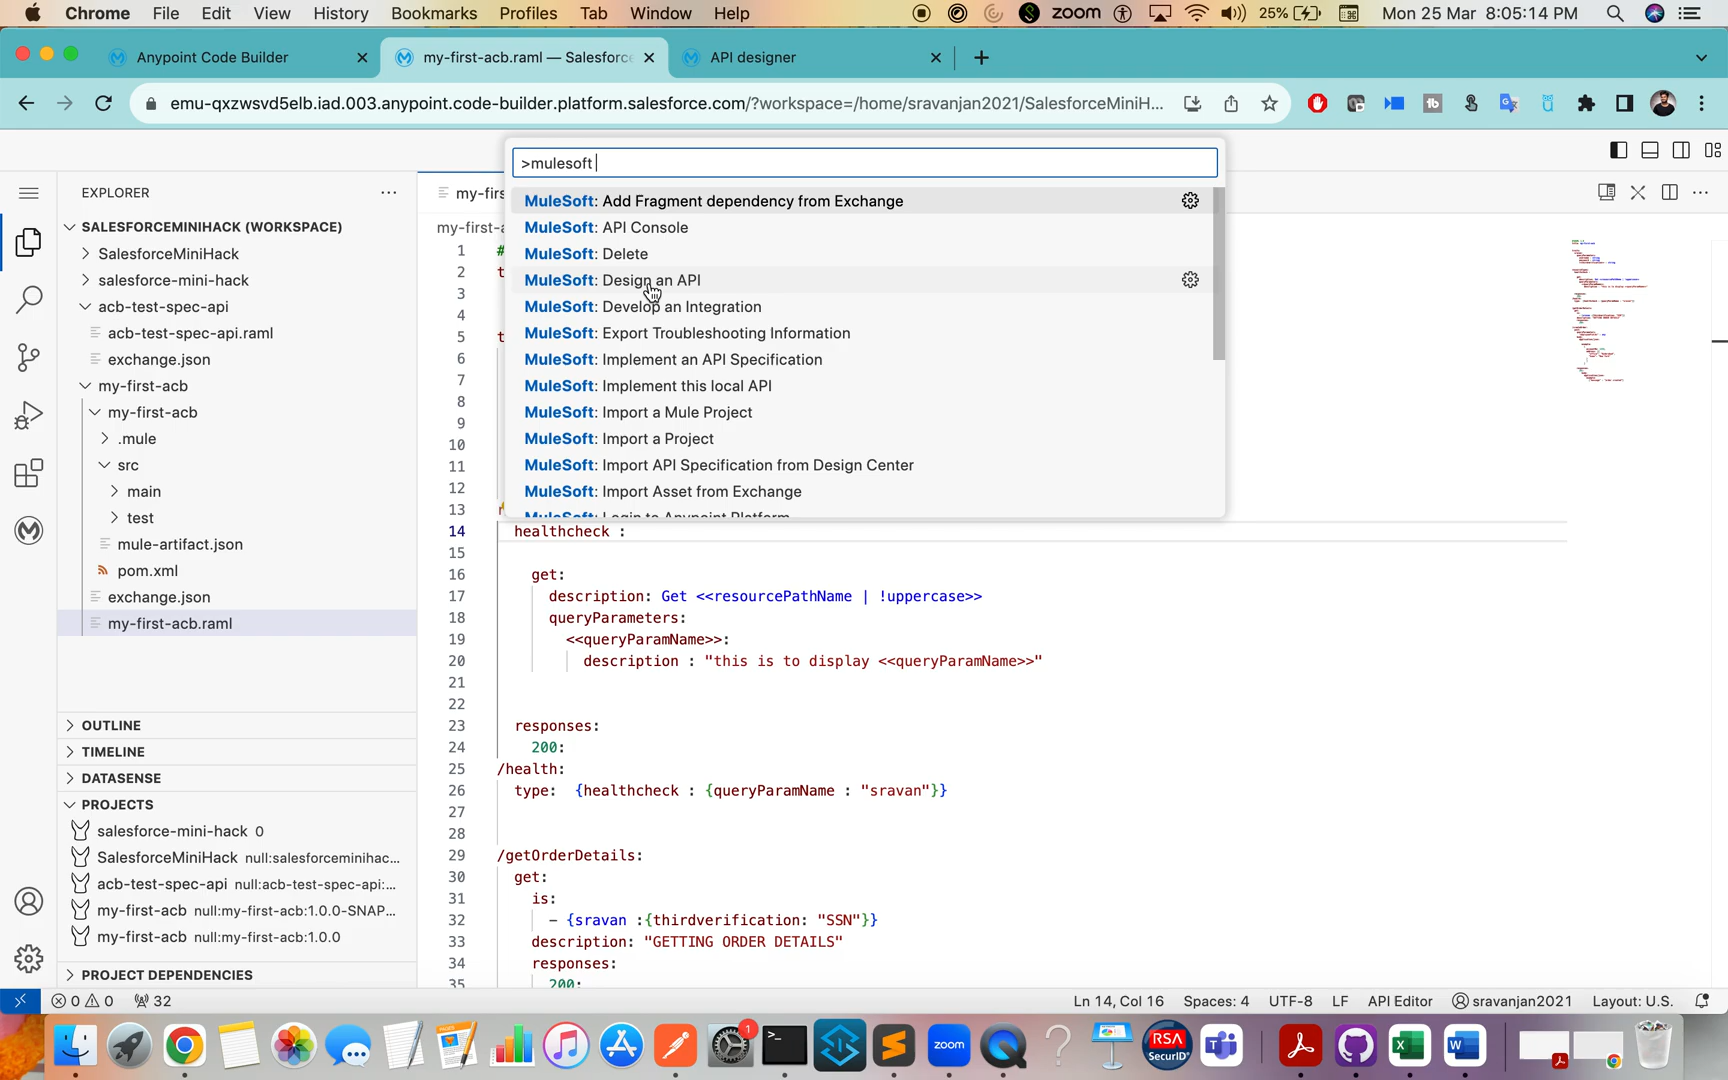 Chrome File Edit View History Bookmarks Profiles Tab Window Help zoom 25% Mon 25 Mar 8:05:14 PM
Anypoint Code Builder my-first-acb.raml — Salesforc API designer
emu-qxzwsvd5elb.iad.003.anypoint.code-builder.platform.salesforce.com/?workspace=/home/sravanjan2021/SalesforceMiniH...
>mulesoft
MuleSoft: Add Fragment dependency from Exchange
MuleSoft: API Console
MuleSoft: Delete
MuleSoft: Design an API
MuleSoft: Develop an Integration
MuleSoft: Export Troubleshooting Information
MuleSoft: Implement an API Specification
MuleSoft: Implement this local API
MuleSoft: Import a Mule Project
MuleSoft: Import a Project
MuleSoft: Import API Specification from Design Center
MuleSoft: Import Asset from Exchange
MuleSoft: Login to Anypoint Platform
EXPLORER
SALESFORCEMINIHACK (WORKSPACE)
SalesforceMiniHack
salesforce-mini-hack
acb-test-spec-api
acb-test-spec-api.raml
exchange.json
my-first-acb
my-first-acb
.mule
src
main
test
mule-artifact.json
pom.xml
exchange.json
my-first-acb.raml
OUTLINE
TIMELINE
DATASENSE
PROJECTS
salesforce-mini-hack 0
SalesforceMiniHack null:salesforceminihac...
acb-test-spec-api null:acb-test-spec-api:...
my-first-acb null:my-first-acb:1.0.0-SNAP...
my-first-acb null:my-first-acb:1.0.0
PROJECT DEPENDENCIES
my-firs
my-first-a
1 #
2 t
3
4
5 t
6
7
8
9
10
11
12
13 r
14 healthcheck :
15
16 get:
17 description: Get <<resourcePathName | !uppercase>>
18 queryParameters:
19 <<queryParamName>>:
20 description : "this is to display <<queryParamName>>"
21
22
23 responses:
24 200:
25 /health:
26 type: {healthcheck : {queryParamName : "sravan"}}
27
28
29 /getOrderDetails:
30 get:
31 is:
32 - {sravan :{thirdverification: "SSN"}}
33 description: "GETTING ORDER DETAILS"
34 responses:
35 200:
0 0 32 Ln 14, Col 16 Spaces: 4 UTF-8 LF API Editor sravanjan2021 Layout: U.S.
1
zoom
RSA SecurID